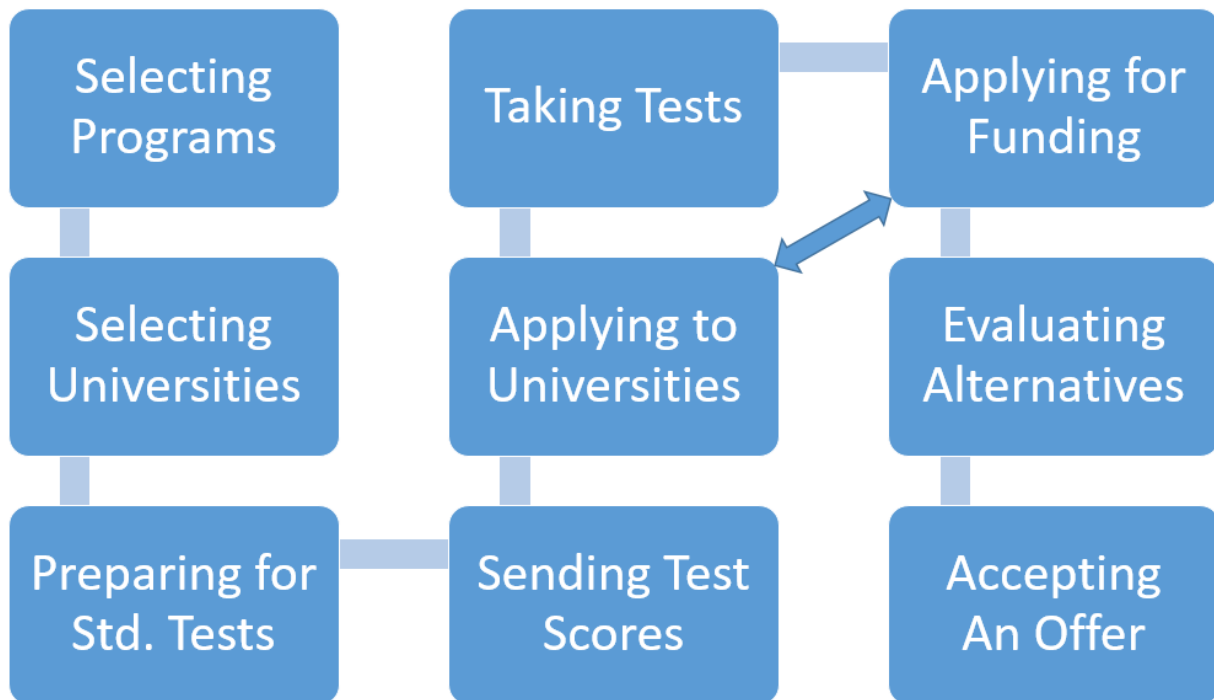 Selecting
Programs
Selecting
Universities
Preparing for
Std. Tests
Sending Test
Scores
Applying to
Universities
Taking Tests
Applying for
Funding
Evaluating
Alternatives
Accepting
An Offer